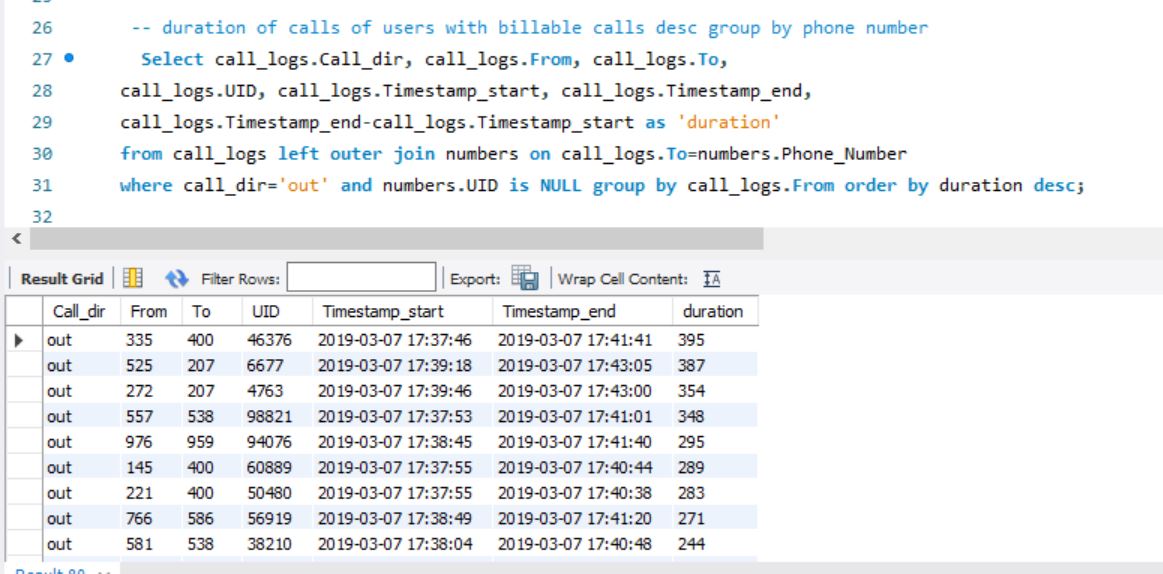 26 -- duration of calls of users with billable calls desc group by phone number
27 Select call_logs.Call_dir, call_logs.From, call_logs.To,
28 call_logs.UID, call_logs.Timestamp_start, call_logs.Timestamp_end,
29 call_logs.Timestamp_end-call_logs.Timestamp_start as 'duration'
30 from call_logs left outer join numbers on call_logs.To=numbers.Phone_Number
31 where call_dir='out' and numbers.UID is NULL group by call_logs.From order by duration desc;
32
Result Grid Filter Rows: Export: Wrap Cell Content:
Call_dir From To UID Timestamp_start Timestamp_end duration
out 335 400 46376 2019-03-07 17:37:46 2019-03-07 17:41:41 395
out 525 207 6677 2019-03-07 17:39:18 2019-03-07 17:43:05 387
out 272 207 4763 2019-03-07 17:39:46 2019-03-07 17:43:00 354
out 557 538 98821 2019-03-07 17:37:53 2019-03-07 17:41:01 348
out 976 959 94076 2019-03-07 17:38:45 2019-03-07 17:41:40 295
out 145 400 60889 2019-03-07 17:37:55 2019-03-07 17:40:44 289
out 221 400 50480 2019-03-07 17:37:55 2019-03-07 17:40:38 283
out 766 586 56919 2019-03-07 17:38:49 2019-03-07 17:41:20 271
out 581 538 38210 2019-03-07 17:38:04 2019-03-07 17:40:48 244